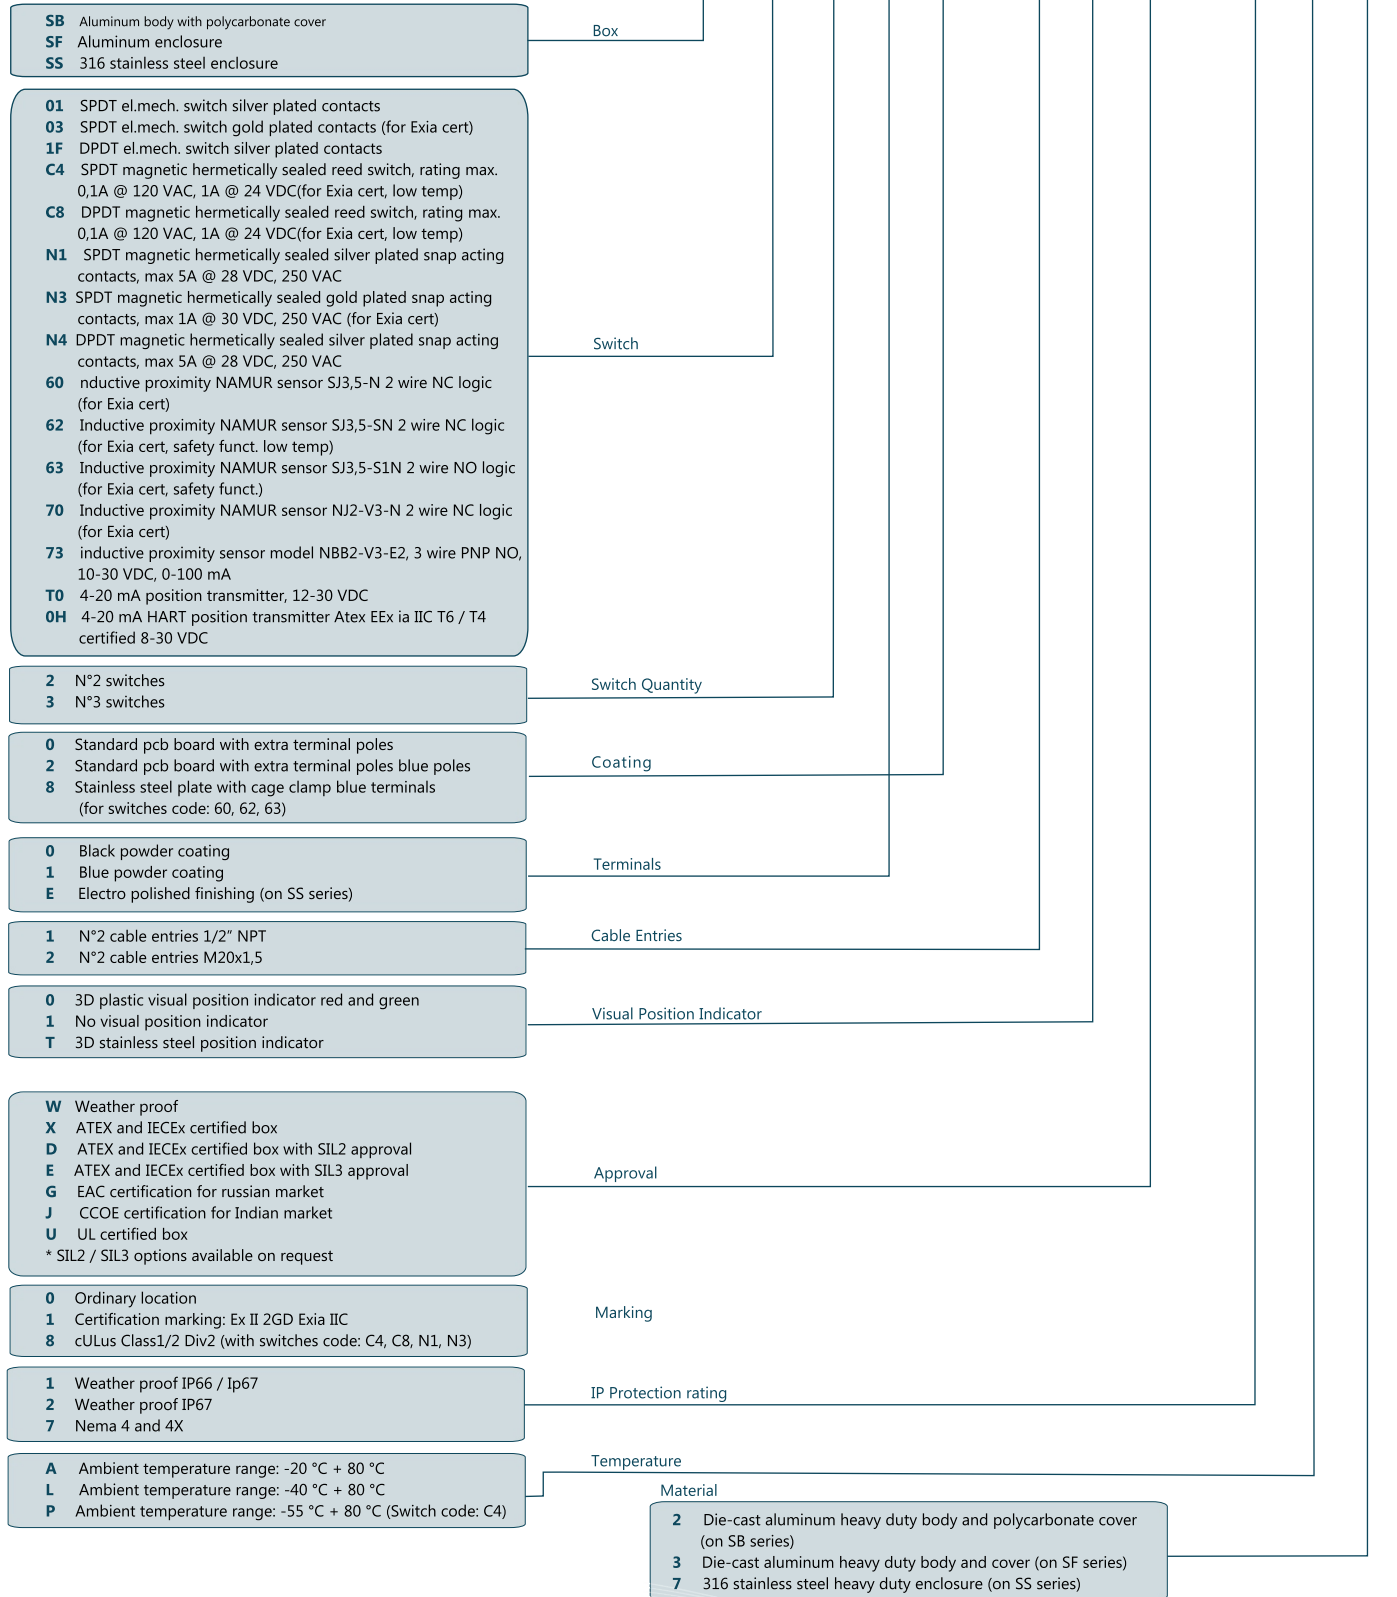 SB Aluminum body with polycarbonate cover
SF Aluminum enclosure
SS 316 stainless steel enclosure
Box
01 SPDT el.mech. switch silver plated contacts
03 SPDT el.mech. switch gold plated contacts (for Exia cert)
1F DPDT el.mech. switch silver plated contacts
C4 SPDT magnetic hermetically sealed reed switch, rating max.
0,1A @ 120 VAC, 1A @ 24 VDC(for Exia cert, low temp)
C8 DPDT magnetic hermetically sealed reed switch, rating max.
0,1A @ 120 VAC, 1A @ 24 VDC(for Exia cert, low temp)
N1 SPDT magnetic hermetically sealed silver plated snap acting
contacts, max 5A @ 28 VDC, 250 VAC
N3 SPDT magnetic hermetically sealed gold plated snap acting
contacts, max 1A @ 30 VDC, 250 VAC (for Exia cert)
N4 DPDT magnetic hermetically sealed silver plated snap acting
contacts, max 5A @ 28 VDC, 250 VAC
60 nductive proximity NAMUR sensor SJ3,5-N 2 wire NC logic
(for Exia cert)
62 Inductive proximity NAMUR sensor SJ3,5-SN 2 wire NC logic
(for Exia cert, safety funct. low temp)
63 Inductive proximity NAMUR sensor SJ3,5-S1N 2 wire NO logic
(for Exia cert, safety funct.)
70 Inductive proximity NAMUR sensor NJ2-V3-N 2 wire NC logic
(for Exia cert)
73 inductive proximity sensor model NBB2-V3-E2, 3 wire PNP NO,
10-30 VDC, 0-100 mA
T0 4-20 mA position transmitter, 12-30 VDC
0H 4-20 mA HART position transmitter Atex EEx ia IIC T6 / T4
certified 8-30 VDC
Switch
2 N°2 switches
3 N°3 switches
Switch Quantity
0 Standard pcb board with extra terminal poles
2 Standard pcb board with extra terminal poles blue poles
8 Stainless steel plate with cage clamp blue terminals
(for switches code: 60, 62, 63)
Coating
0 Black powder coating
1 Blue powder coating
E Electro polished finishing (on SS series)
Terminals
1 N°2 cable entries 1/2” NPT
2 N°2 cable entries M20x1,5
Cable Entries
0 3D plastic visual position indicator red and green
1 No visual position indicator
T 3D stainless steel position indicator
Visual Position Indicator
W Weather proof
X ATEX and IECEx certified box
D ATEX and IECEx certified box with SIL2 approval
E ATEX and IECEx certified box with SIL3 approval
G EAC certification for russian market
J CCOE certification for Indian market
U UL certified box
* SIL2 / SIL3 options available on request
Approval
0 Ordinary location
1 Certification marking: Ex II 2GD Exia IIC
8 cULus Class1/2 Div2 (with switches code: C4, C8, N1, N3)
Marking
1 Weather proof IP66 / Ip67
2 Weather proof IP67
7 Nema 4 and 4X
IP Protection rating
A Ambient temperature range: -20 °C + 80 °C
L Ambient temperature range: -40 °C + 80 °C
P Ambient temperature range: -55 °C + 80 °C (Switch code: C4)
Temperature
Material
2 Die-cast aluminum heavy duty body and polycarbonate cover
(on SB series)
3 Die-cast aluminum heavy duty body and cover (on SF series)
7 316 stainless steel heavy duty enclosure (on SS series)